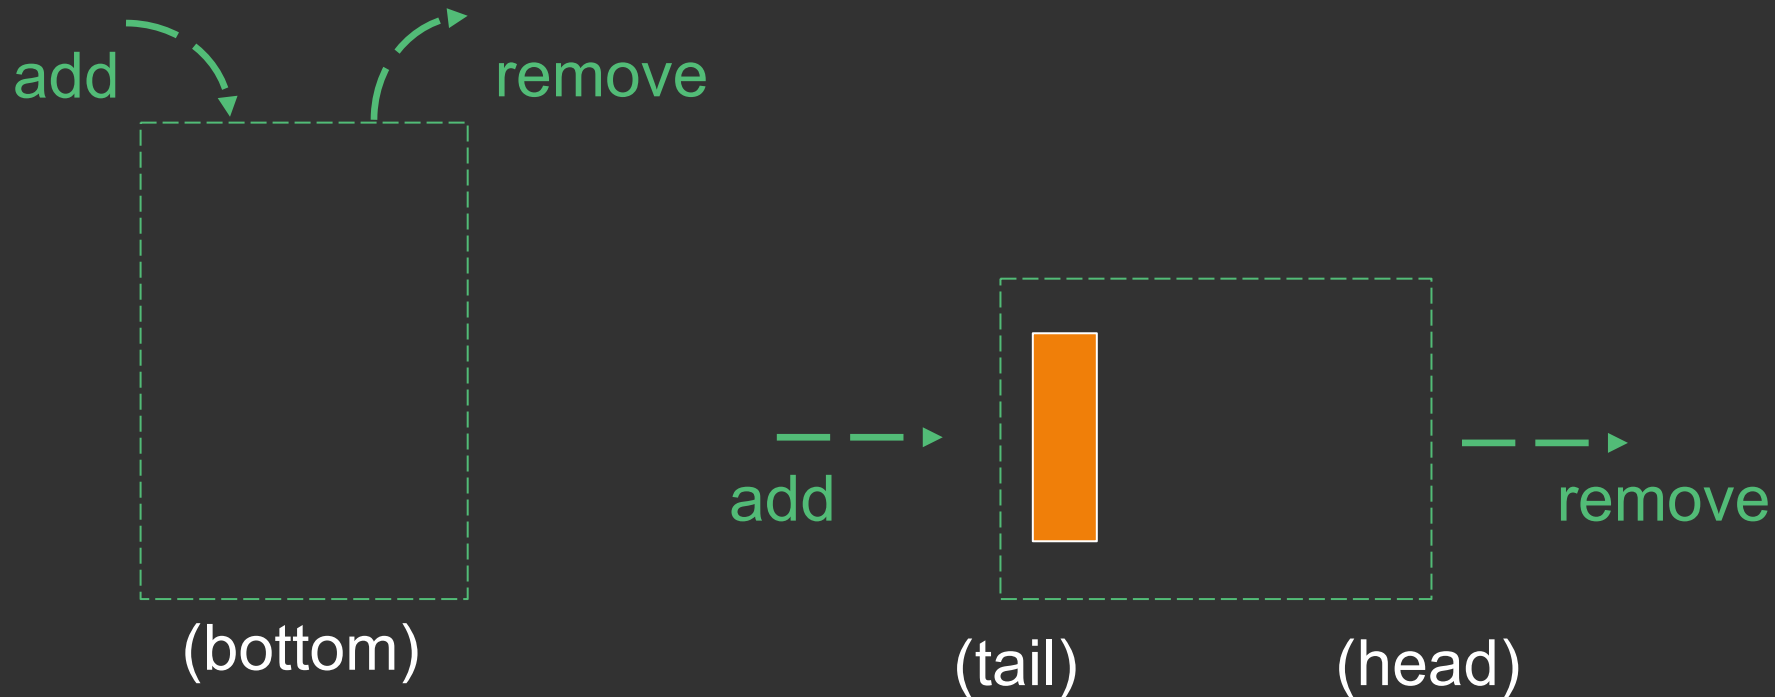 add
remove
add
remove
(bottom)
(tail)
(head)